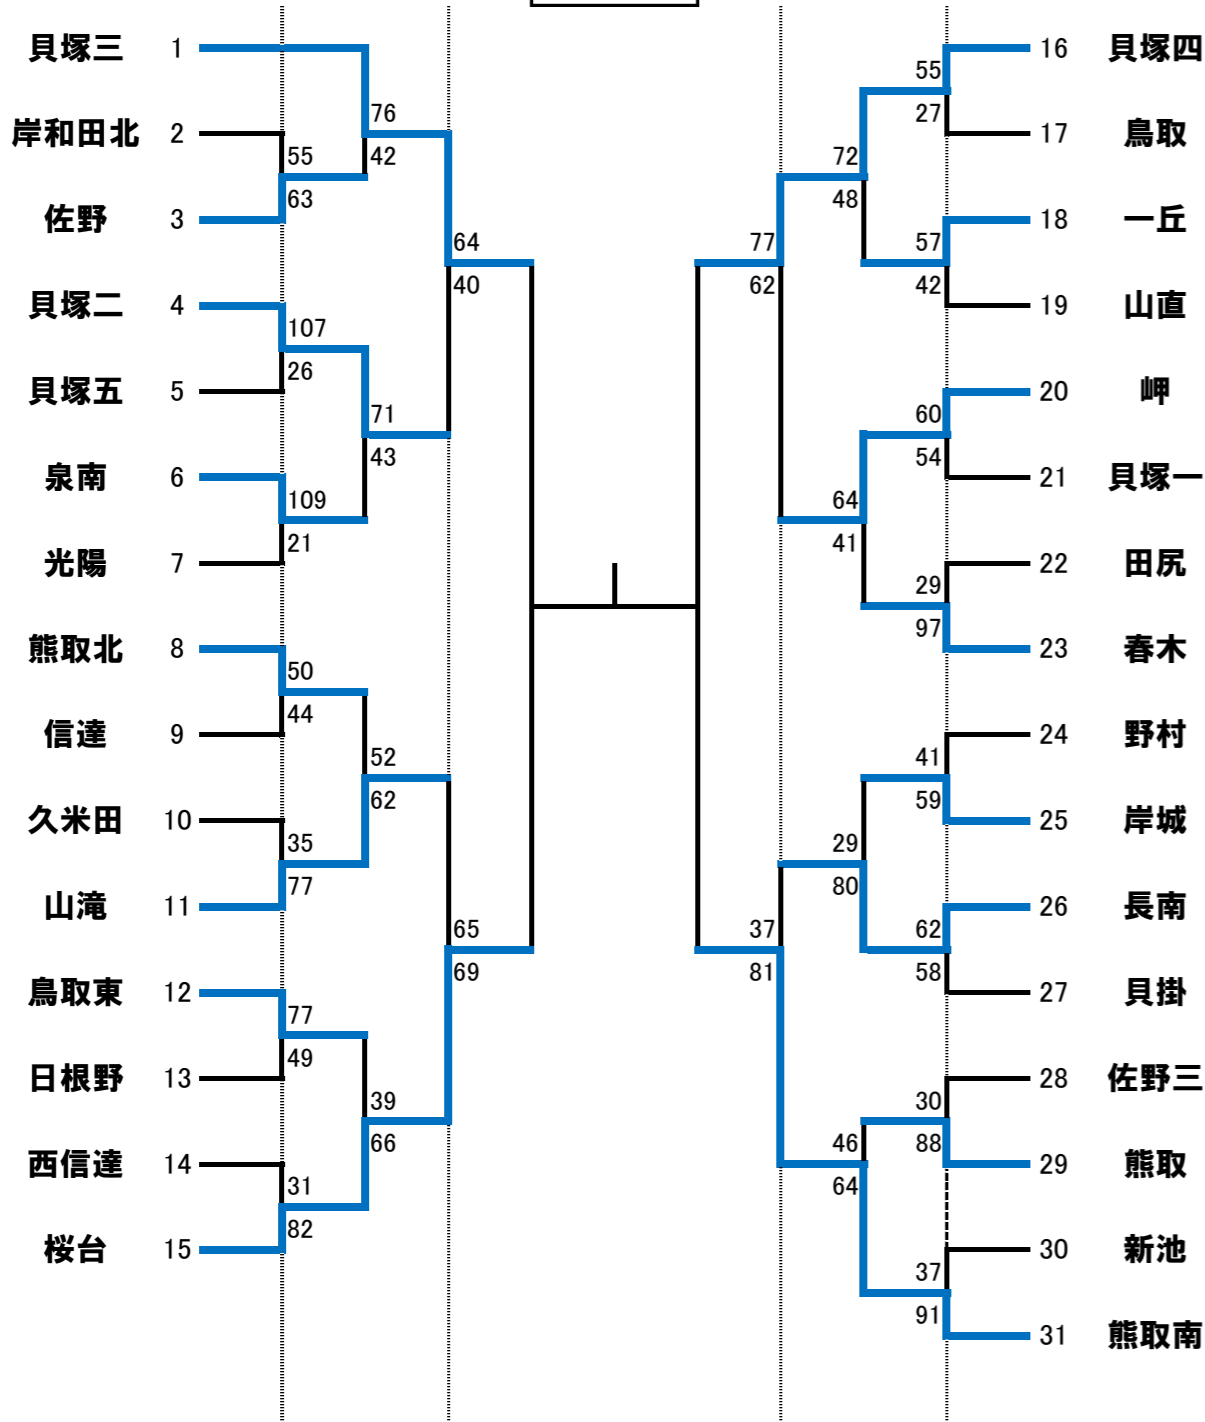 貝塚三 1
76
42
岸和田北 2
55
63
佐野 3
64
40
貝塚二 4
107
26
貝塚五 5
71
43
泉南 6
109
21
光陽 7
熊取北 8
50
44
信達 9
52
62
久米田 10
35
77
山滝 11
65
69
鳥取東 12
77
49
日根野 13
39
66
西信達 14
31
82
桜台 15
16 貝塚四
55
27
17 鳥取
72
48
18 一丘
57
42
19 山直
77
62
20 岬
60
54
21 貝塚一
64
41
22 田尻
29
97
23 春木
24 野村
41
59
25 岸城
29
80
26 長南
62
58
27 貝掛
37
81
28 佐野三
30
88
29 熊取
46
64
30 新池
37
91
31 熊取南